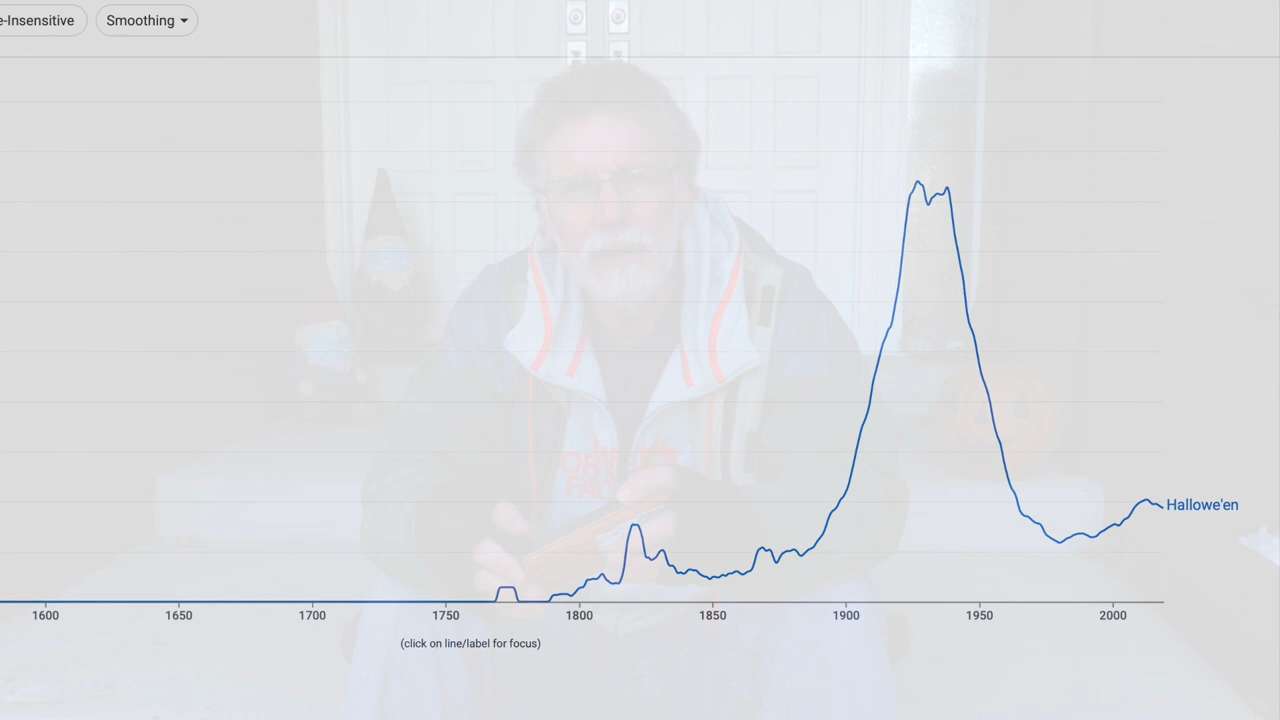 e-Insensitive
Smoothing
Hallowe'en
1600 1650 1700 1750 1800 1850 1900 1950 2000
(click on line/label for focus)